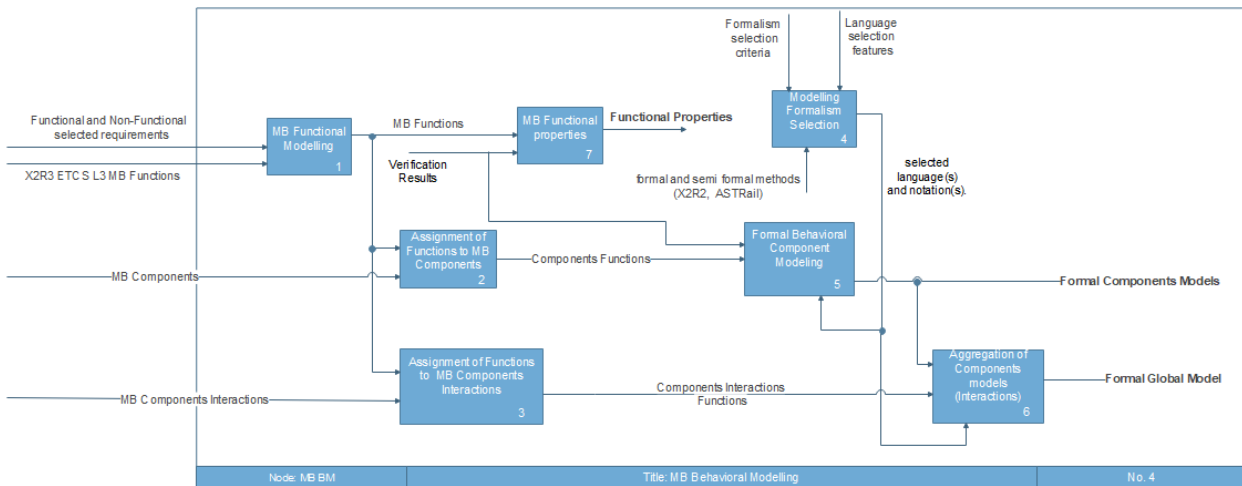 Formalism
selection
criteria
Language
selection
features
Functional and Non-Functional
selected requirements
X2R3 ETCS L3 MB Functions
MB Functional
Modelling
1
MB Functions
MB Functional
properties
7
Functional Properties
Verification
Results
Modelling
Formalism
Selection
4
formal and semi formal methods
(X2R2, ASTRail)
selected
language(s)
and notation(s).
MB Components
Assignment of
Functions to MB
Components
2
Components Functions
Formal Behavioral
Component
Modeling
5
Formal Components Models
MB Components Interactions
Assignment of Functions
to MB Components
Interactions
3
Components Interactions
Functions
Aggregation of
Components
models
(Interactions)
6
Formal Global Model
Node: MBBM
Title: MB Behavioral Modelling
No. 4